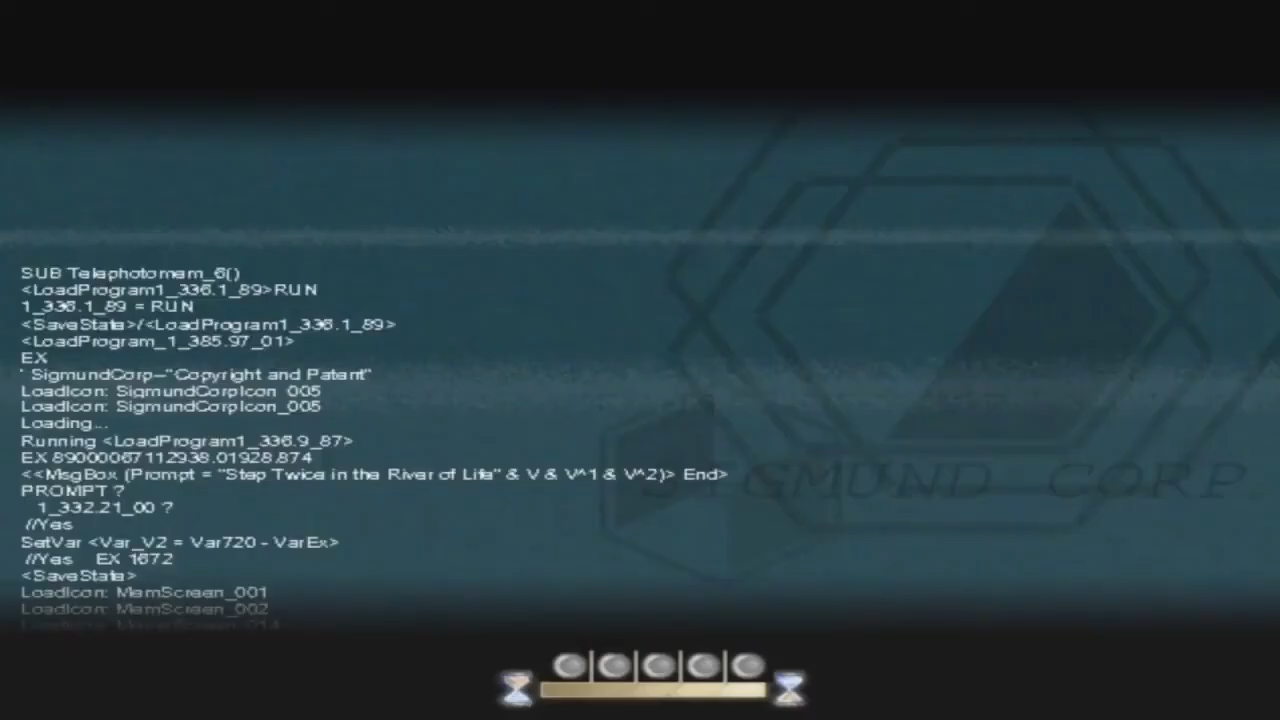 SUB Telephotomem_6()
<LoadProgram1_336.1_89>RUN
1_336.1_89 = RUN
<SaveState>/<LoadProgram1_336.1_89>
<LoadProgram_1_385.97_01>
EX
' SigmundCorp--"Copyright and Patent"
LoadIcon: SigmundCorpIcon_005
LoadIcon: SigmundCorpIcon_005
Loading...
Running <LoadProgram1_336.9_87>
EX 89000067112938.01928.874
<<MsgBox (Prompt = "Step Twice in the River of Life" & V & V^1 & V^2)> End>
PROMPT ?
1_332.21_00 ?
//Yes
SetVar <Var_V2 = Var720 - VarEx>
//Yes EX 1672
<SaveState>
LoadIcon: MemScreen_001
LoadIcon: MemScreen_002
SIGMUND CORP